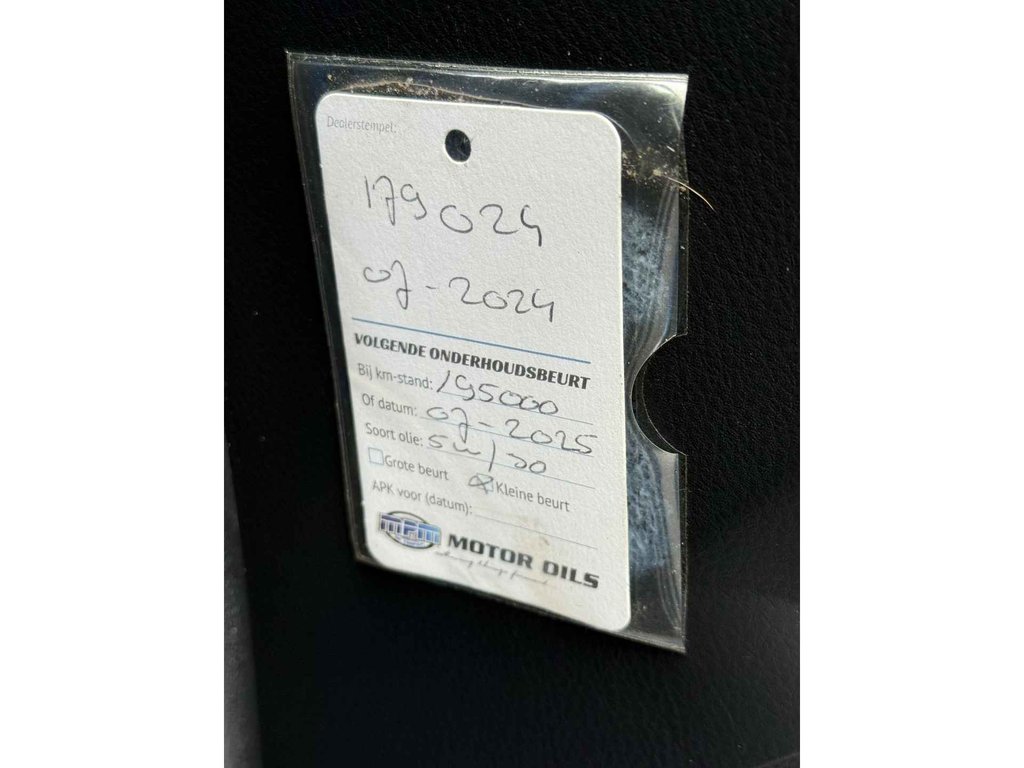 Dealerstempel:
179024
07-2024
VOLGENDE ONDERHOUDSBEURT
Bij km-stand: 195000
Of datum: 07-2025
Soort olie: 5w/30
Grote beurt Kleine beurt
APK voor (datum):
MPM MOTOR OILS